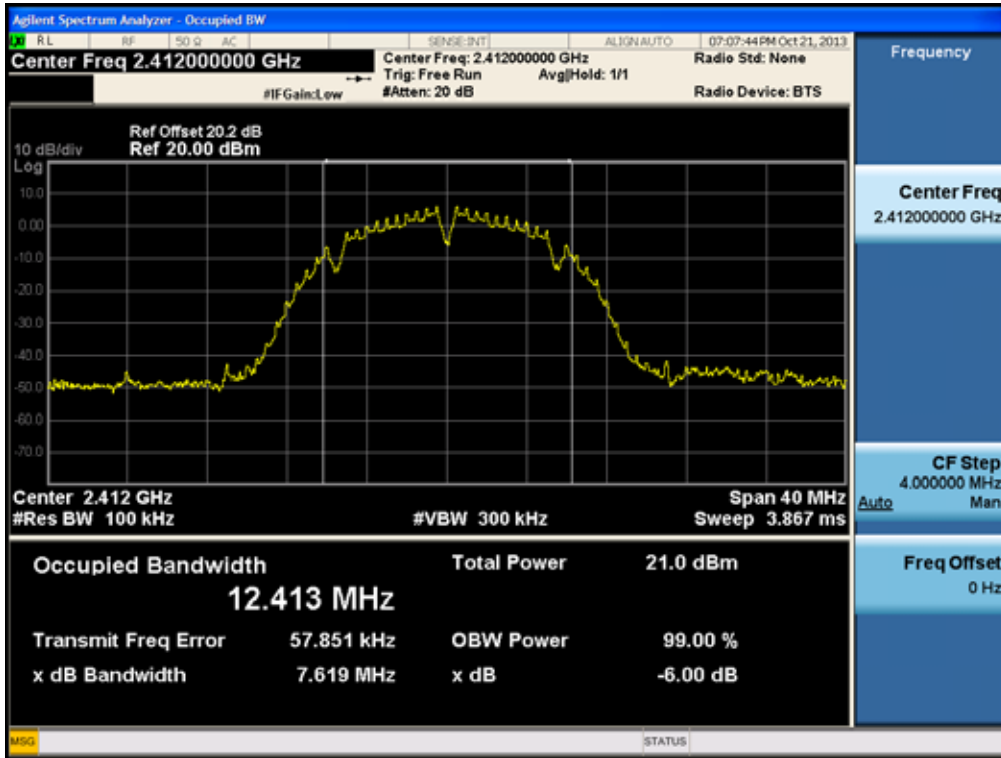 Agilent Spectrum Analyzer - Occupied BW
RL RF 50 Ω AC SENSE:INT ALIGN AUTO 07:07:44 PM Oct 21, 2013
Center Freq 2.412000000 GHz
Center Freq: 2.412000000 GHz Radio Std: None
Trig: Free Run Avg|Hold: 1/1
#IFGain:Low #Atten: 20 dB Radio Device: BTS
Frequency
Ref Offset 20.2 dB
10 dB/div Ref 20.00 dBm
Log
10.0
0.00
-10.0
-20.0
-30.0
-40.0
-50.0
-60.0
-70.0
Center 2.412 GHz Span 40 MHz
#Res BW 100 kHz #VBW 300 kHz Sweep 3.867 ms
Center Freq
2.412000000 GHz
CF Step
4.000000 MHz
Auto Man
Freq Offset
0 Hz
Occupied Bandwidth Total Power 21.0 dBm
12.413 MHz
Transmit Freq Error 57.851 kHz OBW Power 99.00 %
x dB Bandwidth 7.619 MHz x dB -6.00 dB
MSG STATUS